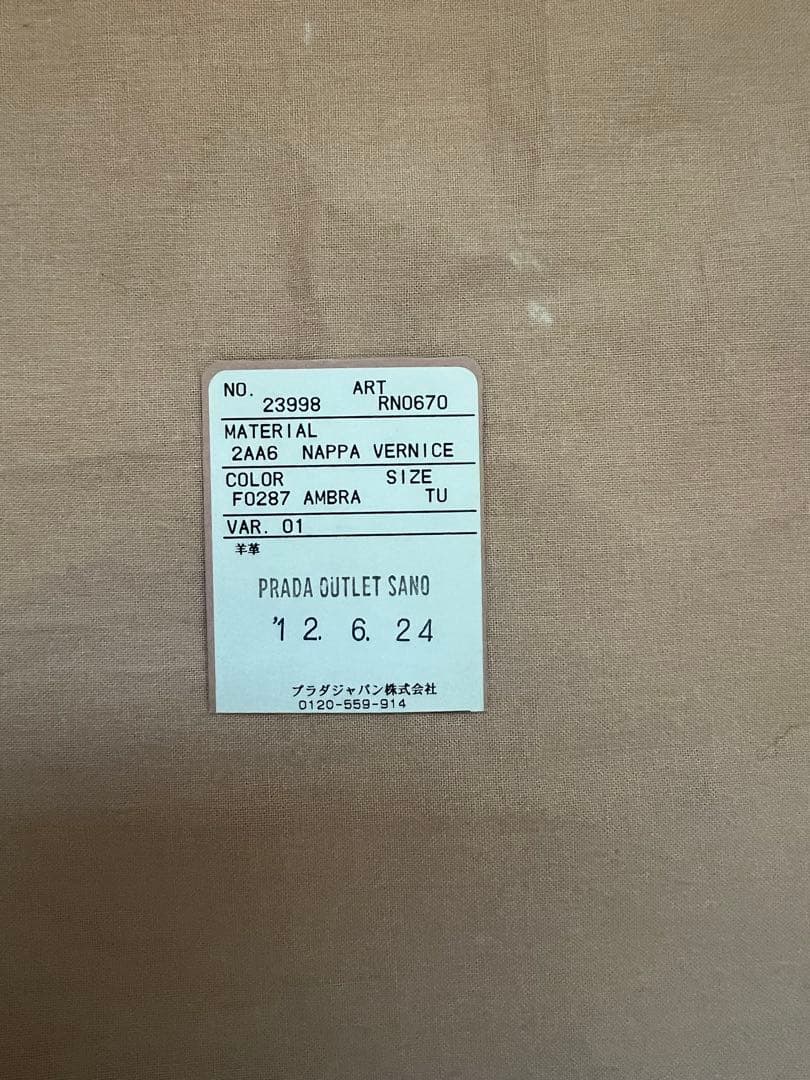 NO. ART
23998 RN0670
MATERIAL
2AA6 NAPPA VERNICE
COLOR SIZE
F0287 AMBRA TU
VAR. 01
羊革
PRADA OUTLET SANO
'12. 6. 24
プラダジャパン株式会社
0120-559-914